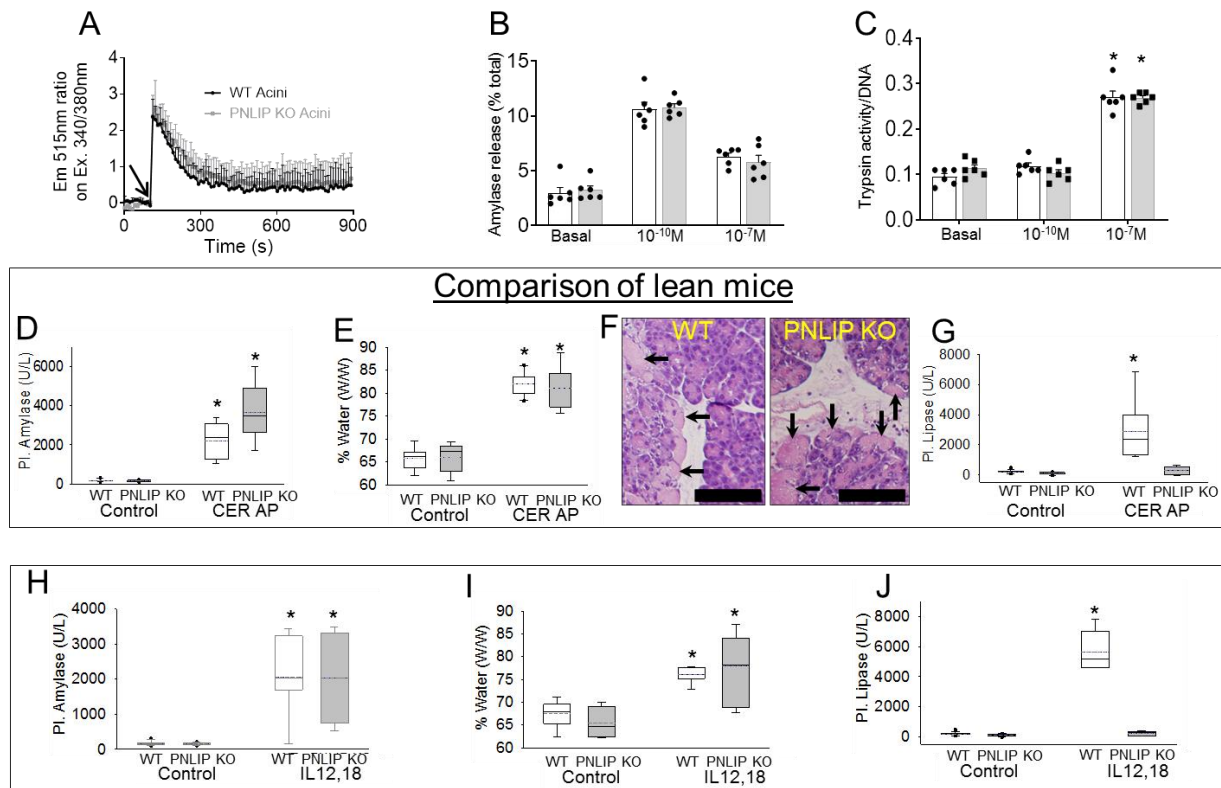 A
Em 515nm ratio
on Ex. 340/380nm
4
3
2
1
0
WT Acini
PNLIP KO Acini
0
300
600
900
Time (s)
B
Amylase release (% total)
15
10
5
0
Basal
10⁻¹⁰M
10⁻⁷M
C
Trypsin activity/DNA
0.4
0.3
0.2
0.1
0.0
* *
Basal
10⁻¹⁰M
10⁻⁷M
Comparison of lean mice
D
Pl. Amylase (U/L)
6000
4000
2000
0
* *
WT PNLIP KO WT PNLIP KO
Control CER AP
E
% Water (W/W)
90
85
80
75
70
65
60
* *
WT PNLIP KO WT PNLIP KO
Control CER AP
F
WT
PNLIP KO
G
Pl. Lipase (U/L)
8000
6000
4000
2000
0
*
WT PNLIP KO WT PNLIP KO
Control CER AP
H
Pl. Amylase (U/L)
4000
3000
2000
1000
0
* *
WT PNLIP KO WT PNLIP KO
Control IL12,18
I
% Water (W/W)
90
85
80
75
70
65
60
* *
WT PNLIP KO WT PNLIP KO
Control IL12,18
J
Pl. Lipase (U/L)
8000
6000
4000
2000
0
*
WT PNLIP KO WT PNLIP KO
Control IL12,18